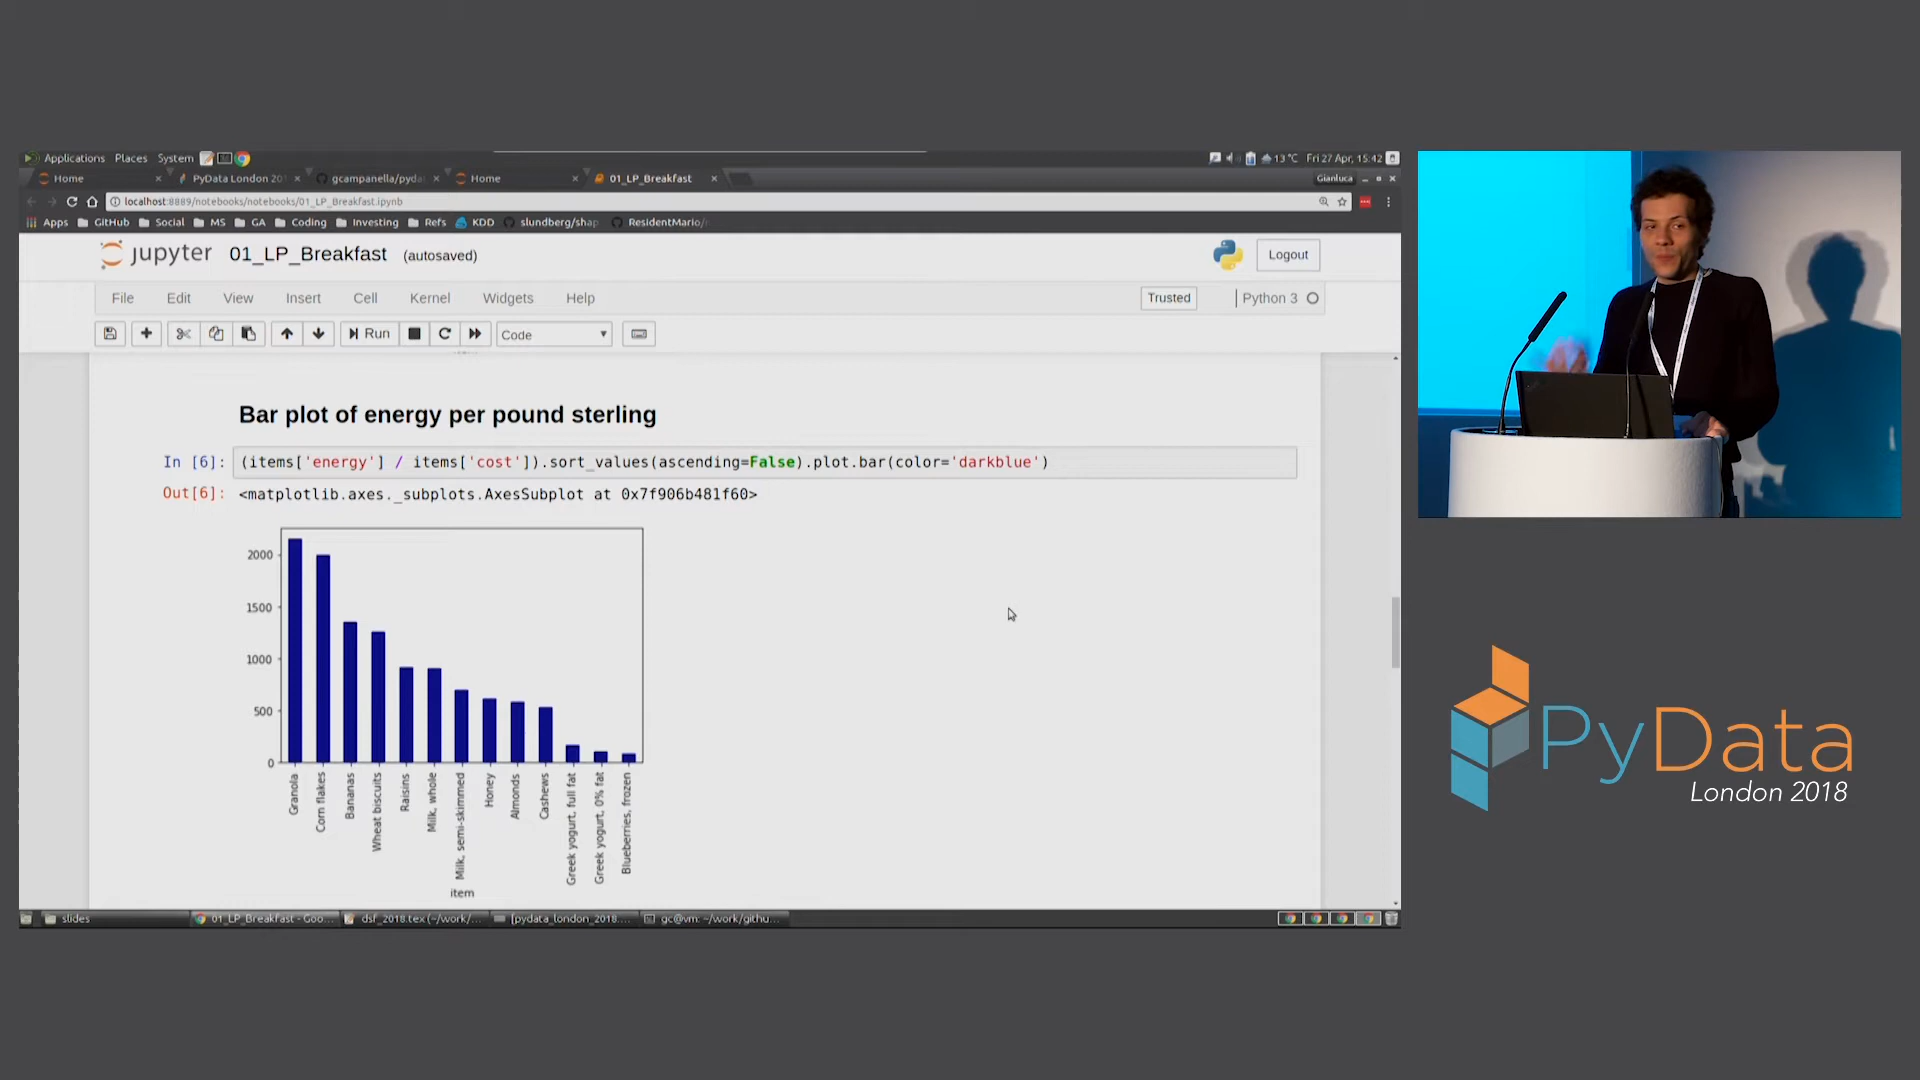 Applications Places System
13 °C Fri 27 Apr, 15:42
Home
PyData London 20
gcampanella/pyda
Home
01_LP_Breakfast
Gianluca
localhost:8889/notebooks/notebooks/01_LP_Breakfast.ipynb
Apps GitHub Social MS GA Coding Investing Refs KDD slundberg/shap ResidentMario/
jupyter 01_LP_Breakfast (autosaved)
Logout
File Edit View Insert Cell Kernel Widgets Help
Trusted
Python 3
Run
Code
Bar plot of energy per pound sterling
In [6]: (items['energy'] / items['cost']).sort_values(ascending=False).plot.bar(color='darkblue')
Out[6]: <matplotlib.axes._subplots.AxesSubplot at 0x7f906b481f60>
2000
1500
1000
500
0
Granola
Corn flakes
Bananas
Wheat biscuits
Raisins
Milk, whole
Milk, semi-skimmed
Honey
Almonds
Cashews
Greek yogurt, full fat
Greek yogurt, 0% fat
Blueberries, frozen
item
slides
01_LP_Breakfast - Goo...
dsf_2018.tex (~/work/...
[pydata_london_2018....
gc@vm: ~/work/githu...
PyData
London 2018